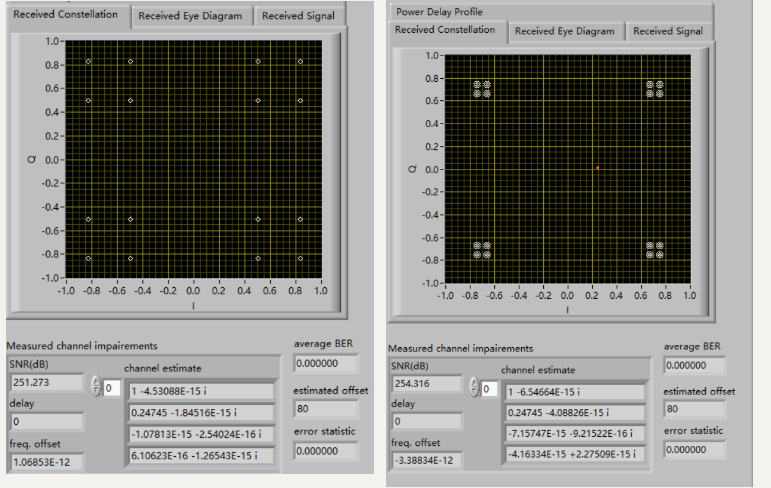 Received Constellation Received Eye Diagram Received Signal
1.0
0.8
0.6
0.4
0.2
Q 0.0
-0.2
-0.4
-0.6
-0.8
-1.0
-1.0 -0.8 -0.6 -0.4 -0.2 0.0 0.2 0.4 0.6 0.8 1.0
I
Measured channel impairements
average BER
SNR(dB)
channel estimate
0.000000
251.273
0
1 -4.53088E-15 i
estimated offset
delay
0.24745 -1.84516E-15 i
80
0
-1.07813E-15 -2.54024E-16 i
error statistic
freq. offset
6.10623E-16 -1.26543E-15 i
0.000000
1.06853E-12
Power Delay Profile
Received Constellation Received Eye Diagram Received Signal
1.0
0.8
0.6
0.4
0.2
Q 0.0
-0.2
-0.4
-0.6
-0.8
-1.0
-1.0 -0.8 -0.6 -0.4 -0.2 0.0 0.2 0.4 0.6 0.8 1.0
I
Measured channel impairements
average BER
SNR(dB)
channel estimate
0.000000
254.316
0
1 -6.54664E-15 i
estimated offset
delay
0.24745 -4.08826E-15 i
80
0
-7.15747E-15 -9.21522E-16 i
error statistic
freq. offset
-4.16334E-15 +2.27509E-15 i
0.000000
-3.38834E-12